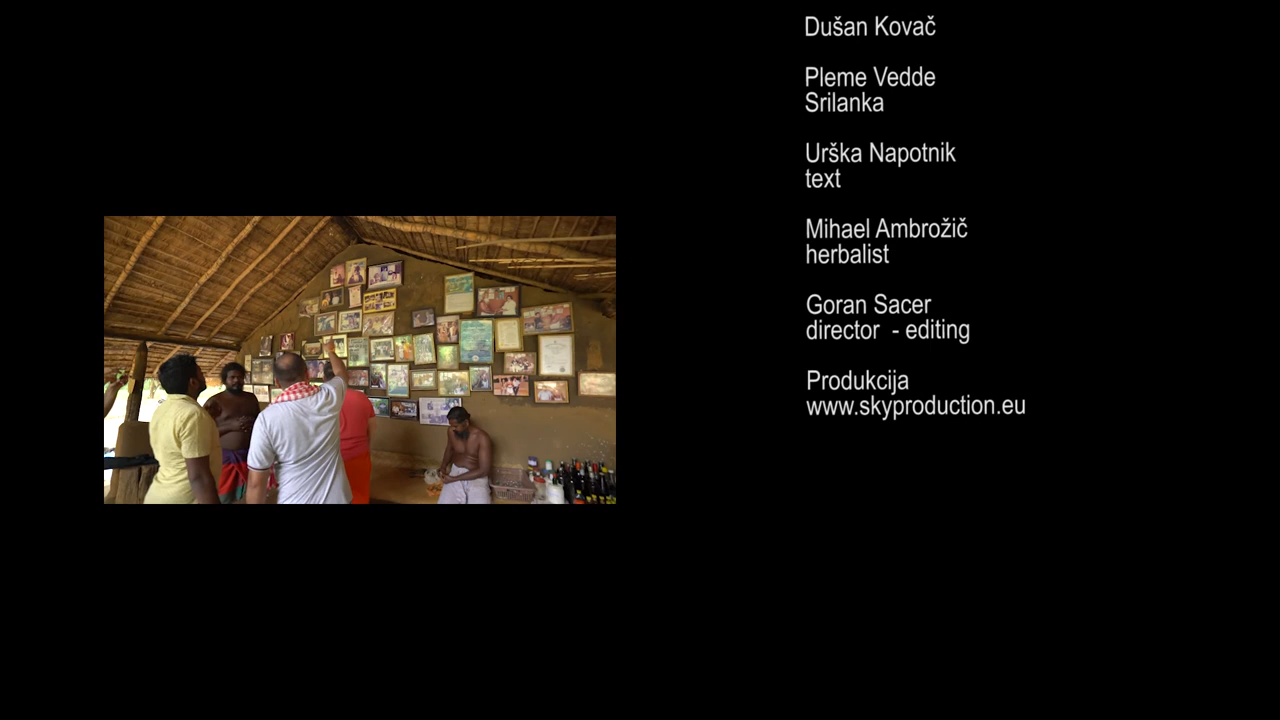 Dušan Kovač
Pleme Vedde
Srilanka
Urška Napotnik
text
Mihael Ambrožič
herbalist
Goran Sacer
director  - editing
Produkcija
www.skyproduction.eu